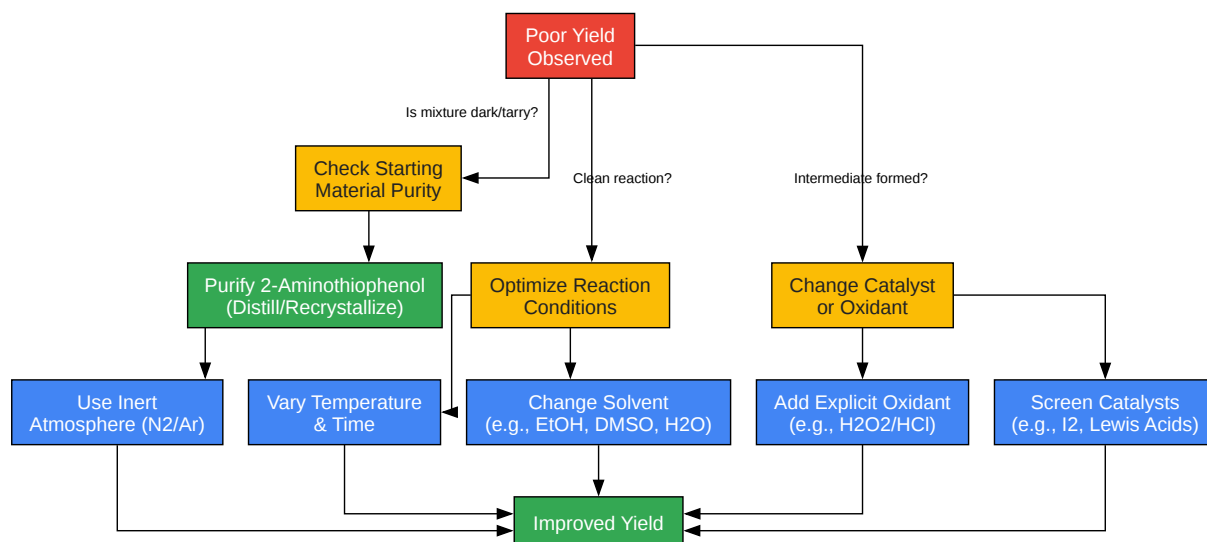 Poor Yield
Observed
Is mixture dark/tarry?
Check Starting
Material Purity
Clean reaction?
Intermediate formed?
Purify 2-Aminothiophenol
(Distill/Recrystallize)
Optimize Reaction
Conditions
Change Catalyst
or Oxidant
Use Inert
Atmosphere (N2/Ar)
Vary Temperature
& Time
Change Solvent
(e.g., EtOH, DMSO, H2O)
Add Explicit Oxidant
(e.g., H2O2/HCl)
Screen Catalysts
(e.g., I2, Lewis Acids)
Improved Yield